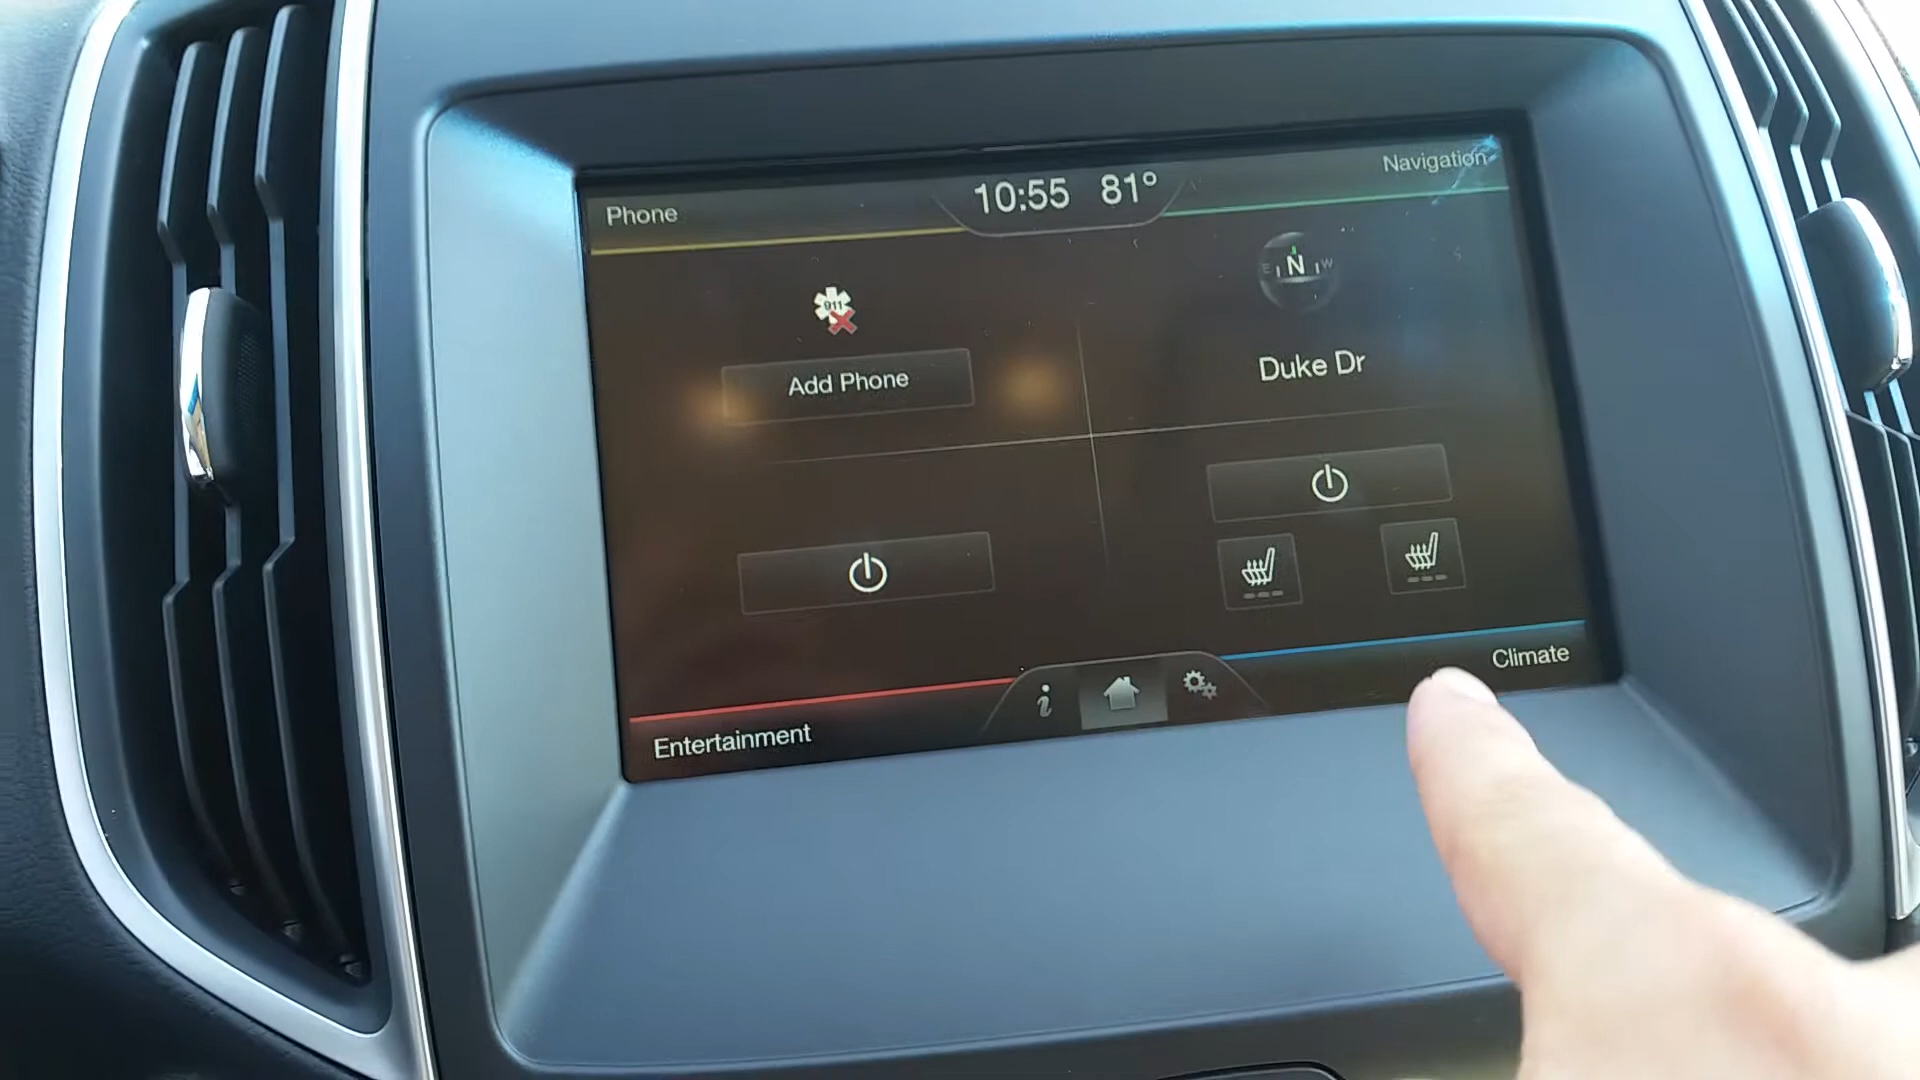 Phone
10:55 81°
Navigation
911
E N W
Add Phone
Duke Dr
Climate
i
Entertainment